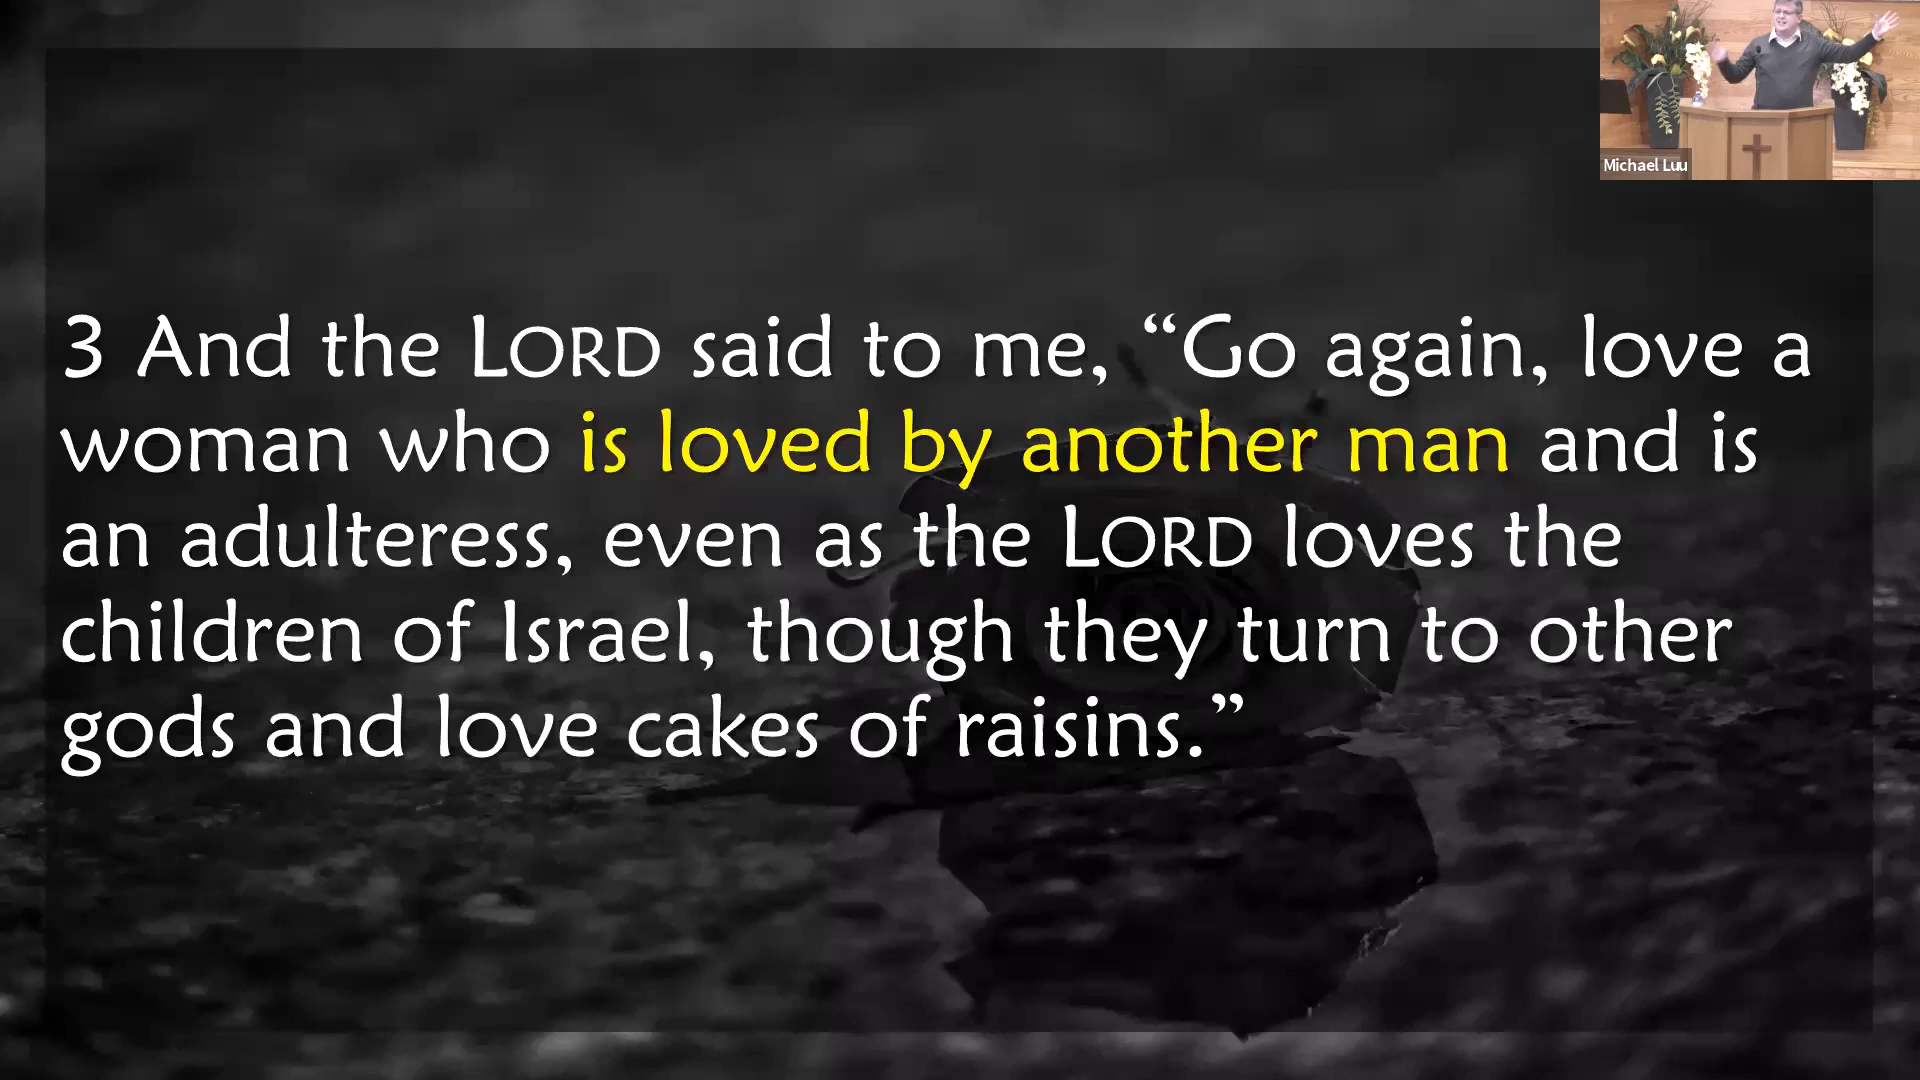 Michael Luu
3 And the LORD said to me, “Go again, love a
woman who is loved by another man and is
an adulteress, even as the LORD loves the
children of Israel, though they turn to other
gods and love cakes of raisins.”